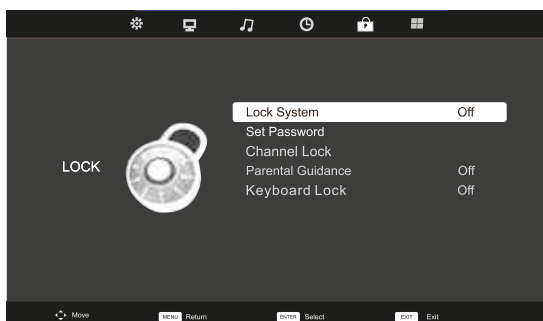 LOCK
Lock System Off
Set Password
Channel Lock
Parental Guidance Off
Keyboard Lock Off
Move MENU Return ENTER Select EXIT Exit